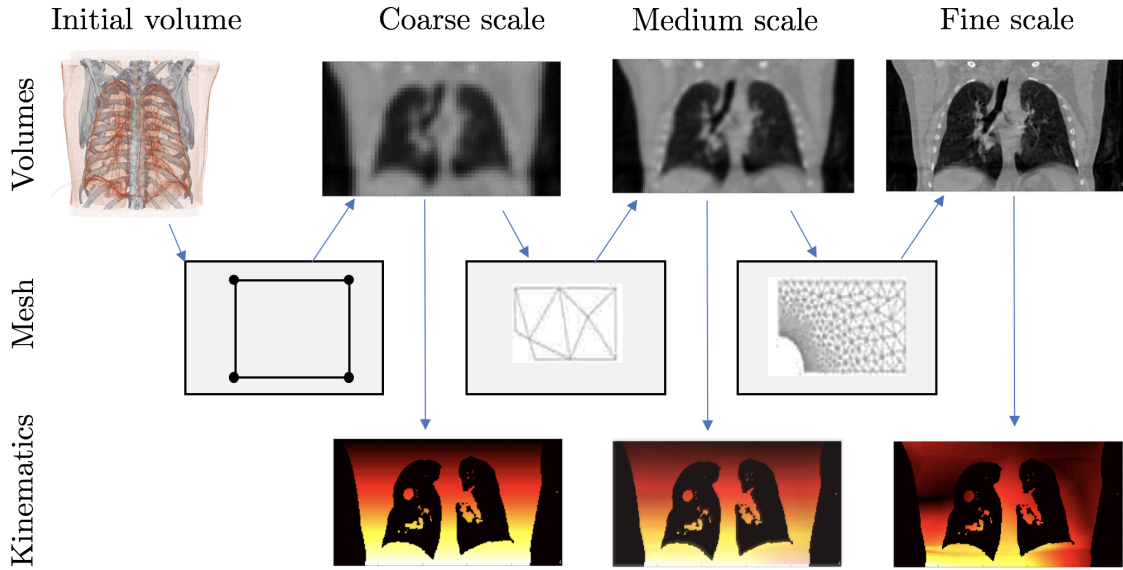 Initial volume
Coarse scale
Medium scale
Fine scale
Volumes
Mesh
Kinematics